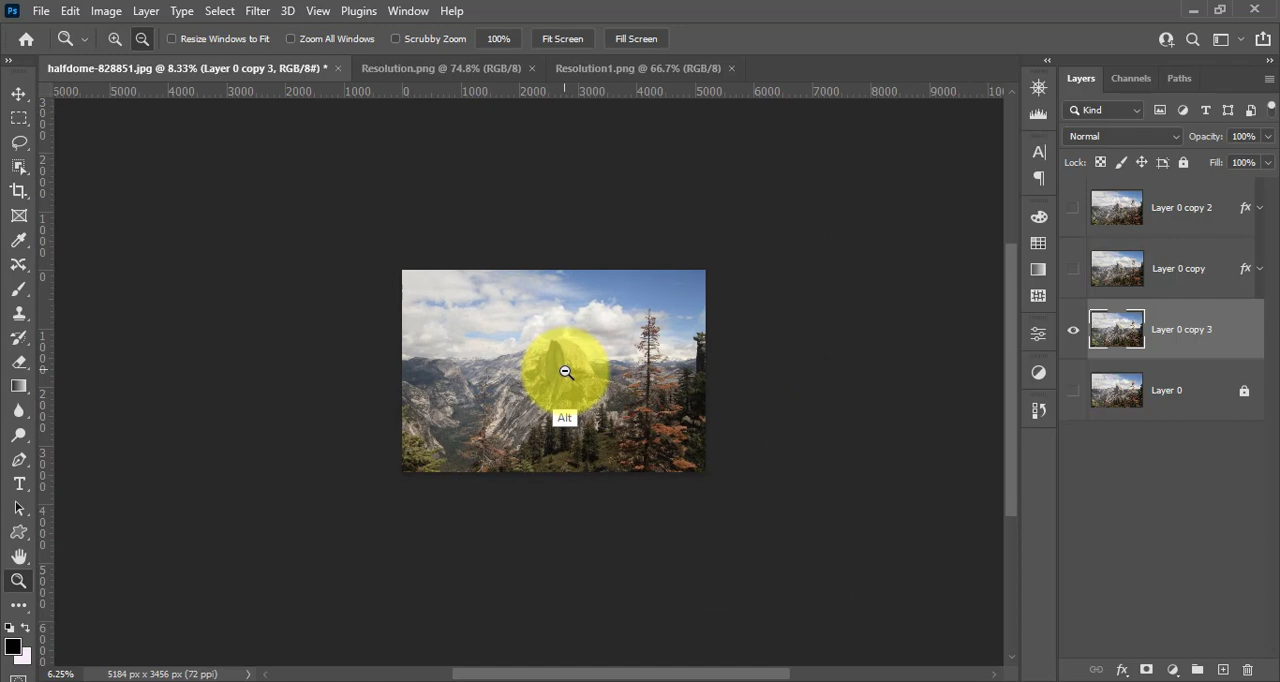 Ps File Edit Image Layer Type Select Filter 3D View Plugins Window Help
Resize Windows to Fit Zoom All Windows Scrubby Zoom 100% Fit Screen Fill Screen
halfdome-828851.jpg @ 8.33% (Layer 0 copy 3, RGB/8#) * Resolution.png @ 74.8% (RGB/8) Resolution1.png @ 66.7% (RGB/8)
5000 5000 4000 3000 2000 1000 0 1000 2000 3000 4000 5000 6000 7000 8000 9000
Layers Channels Paths
Kind
Normal Opacity: 100%
Lock: Fill: 100%
Layer 0 copy 2 fx
Layer 0 copy fx
Layer 0 copy 3
Layer 0
Alt
6.25% 5184 px x 3456 px (72 ppi)
fx